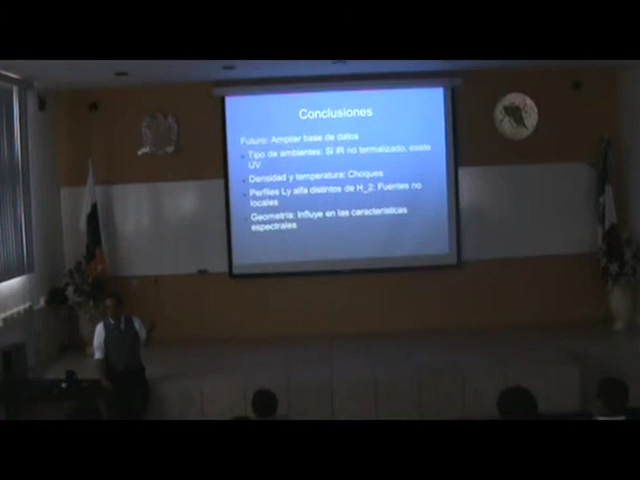 Conclusiones
Futuro: Ampliar base de datos
Tipo de ambientes: Si IR no termalizado, existe
UV
Densidad y temperatura: Choques
Perfiles Ly alfa distintos de H_2: Fuentes no
locales
Geometría: Influye en las características
espectrales